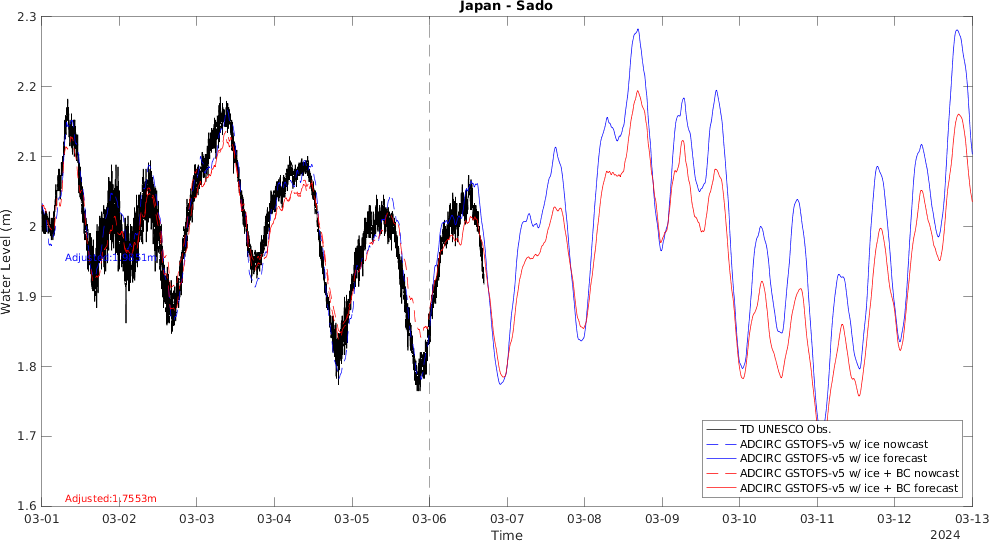 Japan - Sado
2.3
2.2
2.1
2
1.9
1.8
1.7
1.6
Water Level (m)
Adjusted:1.7553m
TD UNESCO Obs.
ADCIRC GSTOFS-v5 w/ ice nowcast
ADCIRC GSTOFS-v5 w/ ice forecast
ADCIRC GSTOFS-v5 w/ ice + BC nowcast
ADCIRC GSTOFS-v5 w/ ice + BC forecast
03-01 03-02 03-03 03-04 03-05 03-06 03-07 03-08 03-09 03-10 03-11 03-12 03-13
Time
2024